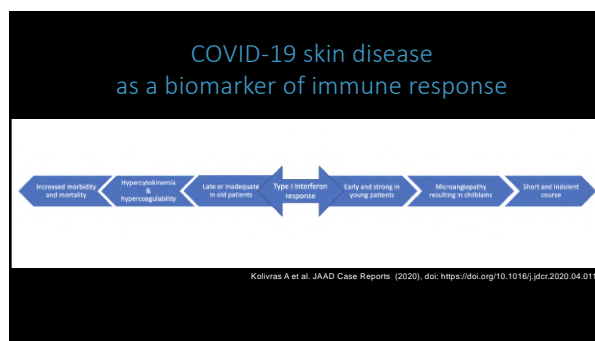 COVID-19 skin disease
as a biomarker of immune response
Increased morbidity
and mortality
Hypercytokinemia
&
hypercoagulability
Late or inadequate
in old patients
Type I interferon
response
Early and strong in
young patients
Microangiopathy
resulting in chilblains
Short and indolent
course
Kolivras A et al. JAAD Case Reports (2020), doi: https://doi.org/10.1016/j.jdcr.2020.04.011